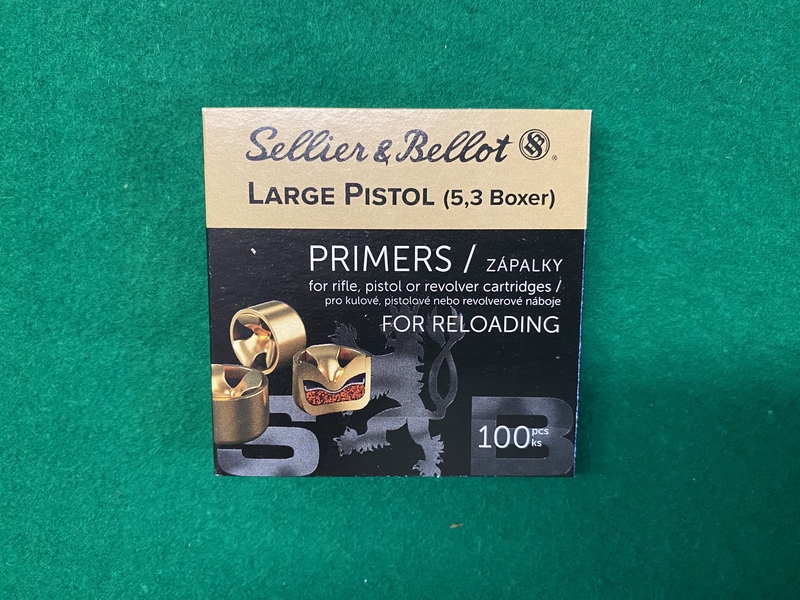 Sellier & Bellot SB®
LARGE PISTOL (5,3 Boxer)
PRIMERS / ZÁPALKY
for rifle, pistol or revolver cartridges /
pro kulové, pistolové nebo revolverové náboje
FOR RELOADING
S B
100 pcs
ks